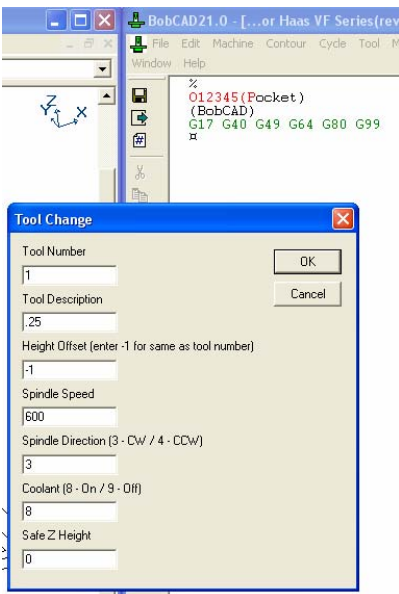 BobCAD21.0 - [...or Haas VF Series(rev
File Edit Machine Contour Cycle Tool M
Window Help
Z
Y
X
%
O12345(Pocket)
(BobCAD)
G17 G40 G49 G64 G80 G99
¤
Tool Change
Tool Number
1
OK
Tool Description
.25
Cancel
Height Offset (enter -1 for same as tool number)
-1
Spindle Speed
600
Spindle Direction (3 - CW / 4 - CCW)
3
Coolant (8 - On / 9 - Off)
8
Safe Z Height
0